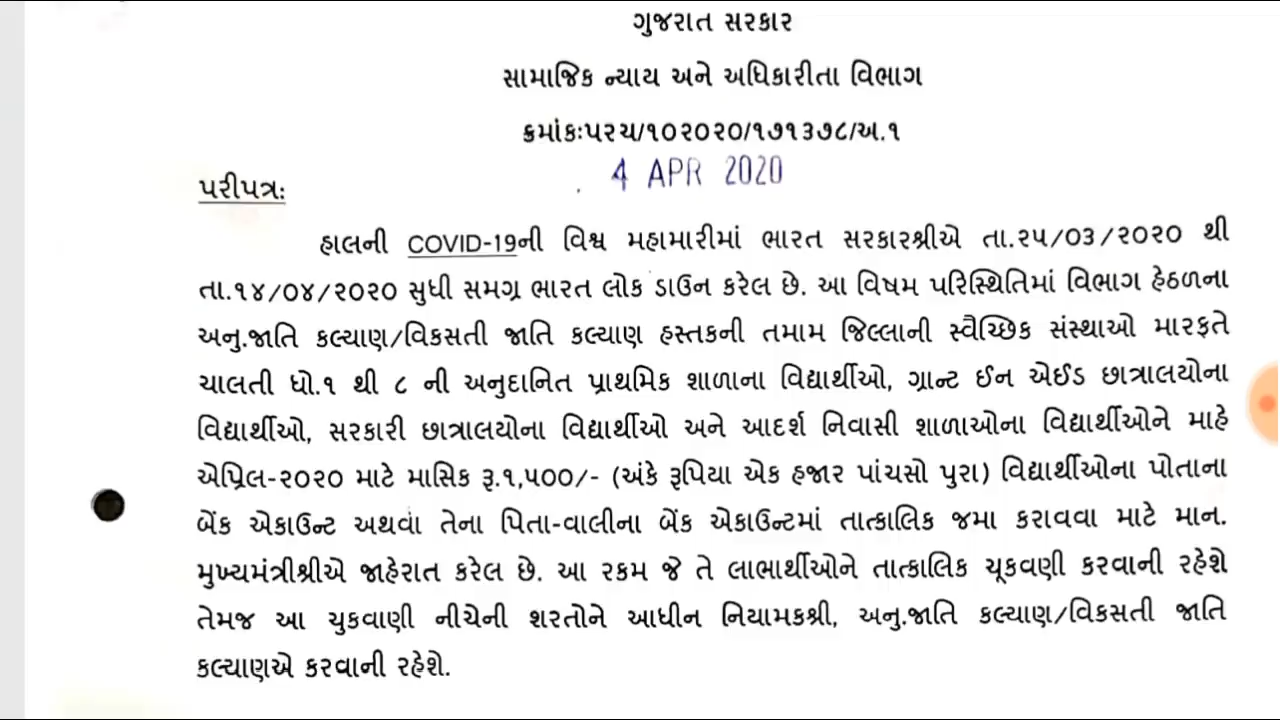 ગુજરાત સરકાર
સામાજિક ન્યાય અને અધિકારીતા વિભાગ
ક્રમાંકઃપરચ/૧૦૨૦૨૦/૧૭૧૩૭૮/અ.૧
4 APR 2020
પરીપત્રઃ
હાલની COVID-19ની વિશ્વ મહામારીમાં ભારત સરકારશ્રીએ તા.૨૫/૦૩/૨૦૨૦ થી
તા.૧૪/૦૪/૨૦૨૦ સુધી સમગ્ર ભારત લોક ડાઉન કરેલ છે. આ વિષમ પરિસ્થિતિમાં વિભાગ હેઠળના
અનુ.જાતિ કલ્યાણ/વિકસતી જાતિ કલ્યાણ હસ્તકની તમામ જિલ્લાની સ્વૈચ્છિક સંસ્થાઓ મારફતે
ચાલતી ધો.૧ થી ૮ ની અનુદાનિત પ્રાથમિક શાળાના વિદ્યાર્થીઓ, ગ્રાન્ટ ઈન એઈડ છાત્રાલયોના
વિદ્યાર્થીઓ, સરકારી છાત્રાલયોના વિદ્યાર્થીઓ અને આદર્શ નિવાસી શાળાઓના વિદ્યાર્થીઓને માહે
એપ્રિલ-૨૦૨૦ માટે માસિક રૂ.૧,૫૦૦/- (અંકે રૂપિયા એક હજાર પાંચસો પુરા) વિદ્યાર્થીઓના પોતાના
બેંક એકાઉન્ટ અથવા તેના પિતા-વાલીના બેંક એકાઉન્ટમાં તાત્કાલિક જમા કરાવવા માટે માન.
મુખ્યમંત્રીશ્રીએ જાહેરાત કરેલ છે. આ રકમ જે તે લાભાર્થીઓને તાત્કાલિક ચૂકવણી કરવાની રહેશે
તેમજ આ ચુકવાણી નીચેની શરતોને આધીન નિયામકશ્રી, અનુ.જાતિ કલ્યાણ/વિકસતી જાતિ
કલ્યાણએ કરવાની રહેશે.